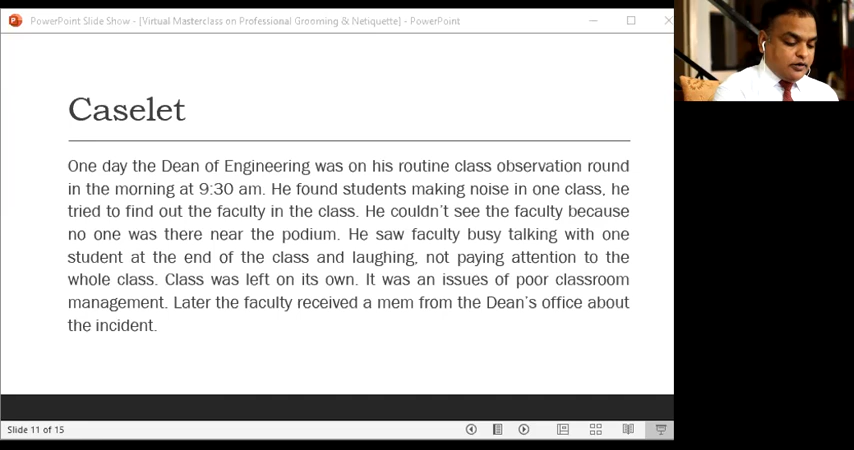 PowerPoint Slide Show - [Virtual Masterclass on Professional Grooming & Netiquette] - PowerPoint
Caselet
One day the Dean of Engineering was on his routine class observation round
in the morning at 9:30 am. He found students making noise in one class, he
tried to find out the faculty in the class. He couldn't see the faculty because
no one was there near the podium. He saw faculty busy talking with one
student at the end of the class and laughing, not paying attention to the
whole class. Class was left on its own. It was an issues of poor classroom
management. Later the faculty received a mem from the Dean's office about
the incident.
Slide 11 of 15